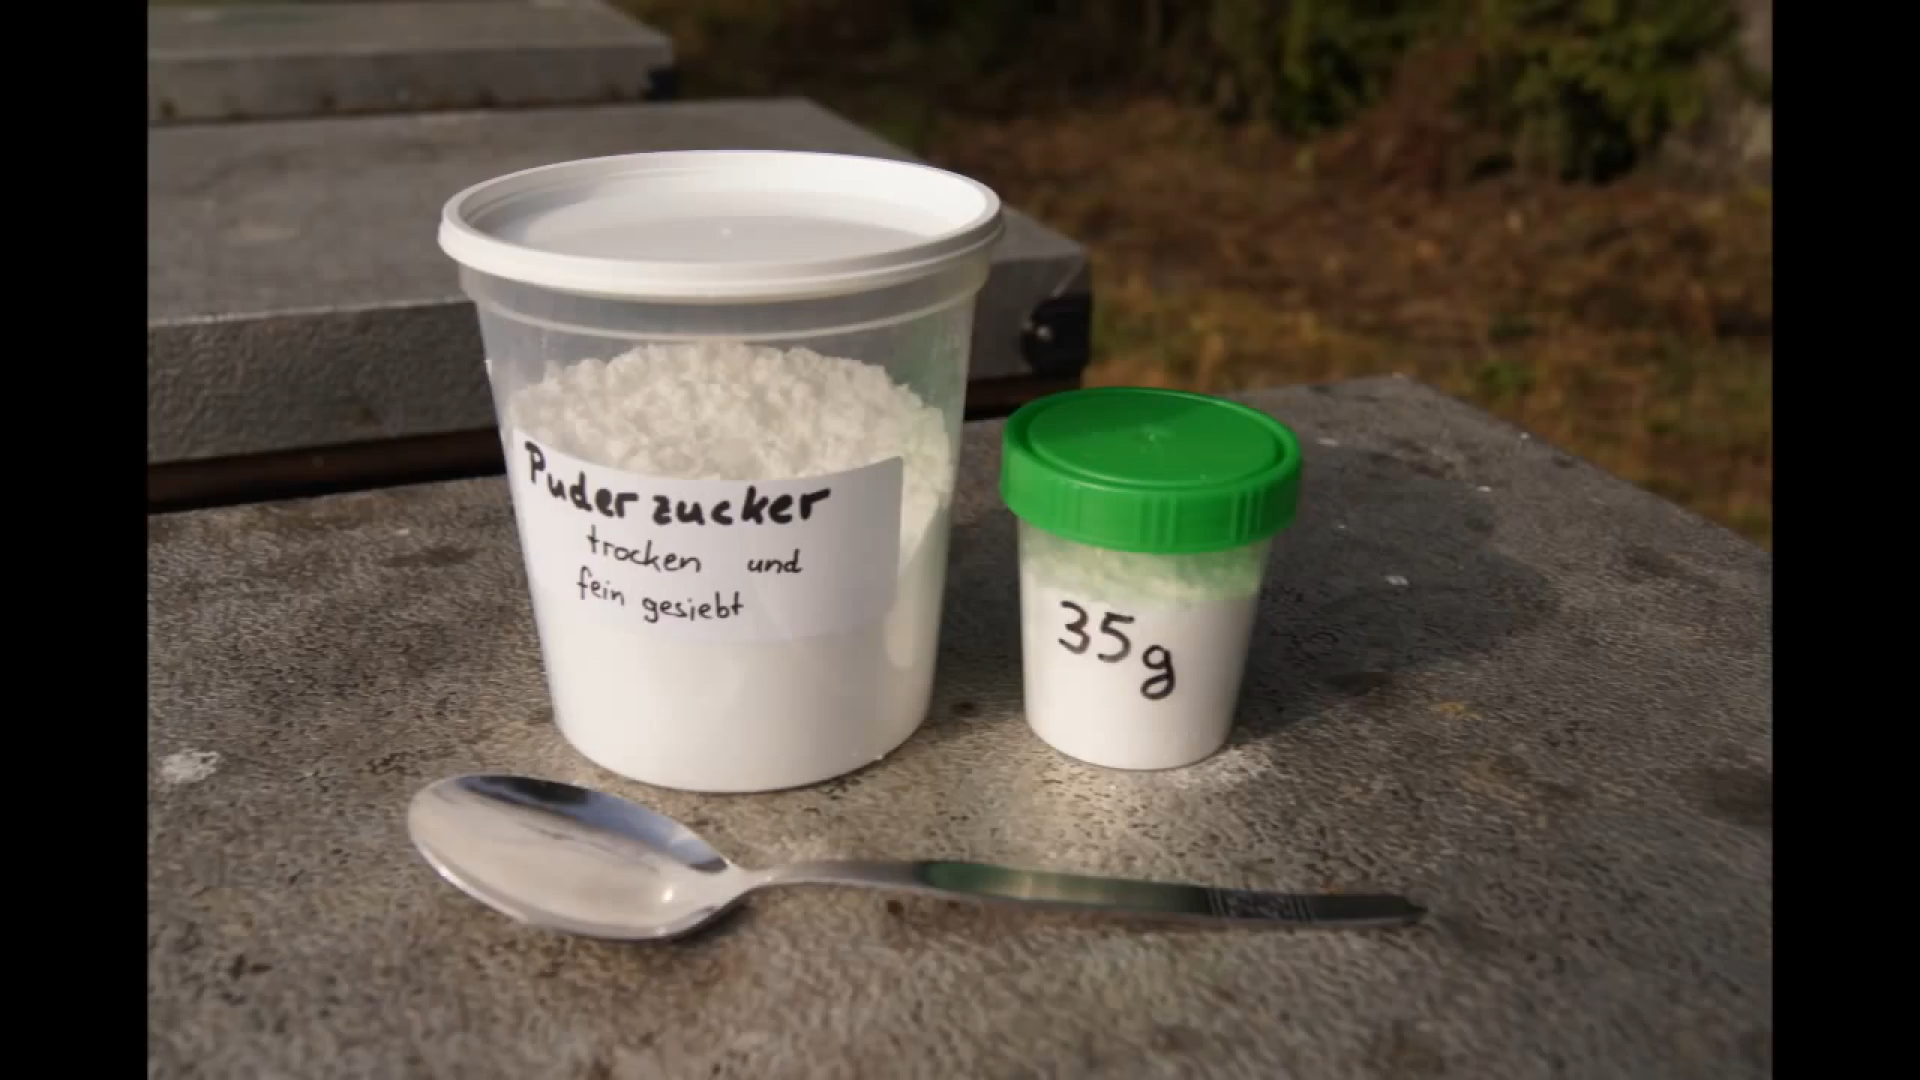 Puderzucker
trocken und
fein gesiebt
35g